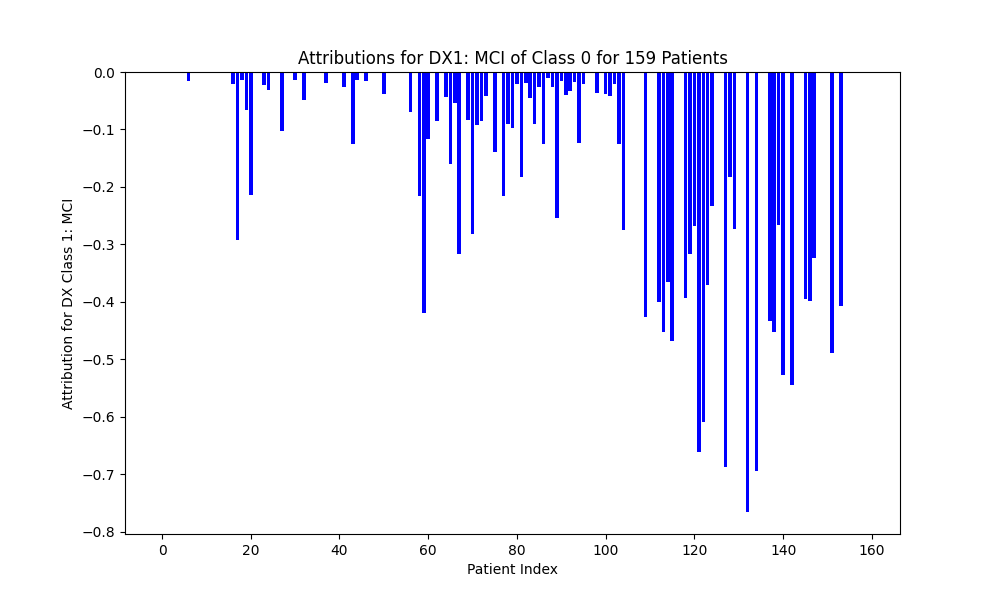 Attributions for DX1: MCI of Class 0 for 159 Patients
Attribution for DX Class 1: MCI
0.0
−0.1
−0.2
−0.3
−0.4
−0.5
−0.6
−0.7
−0.8
0 20 40 60 80 100 120 140 160
Patient Index